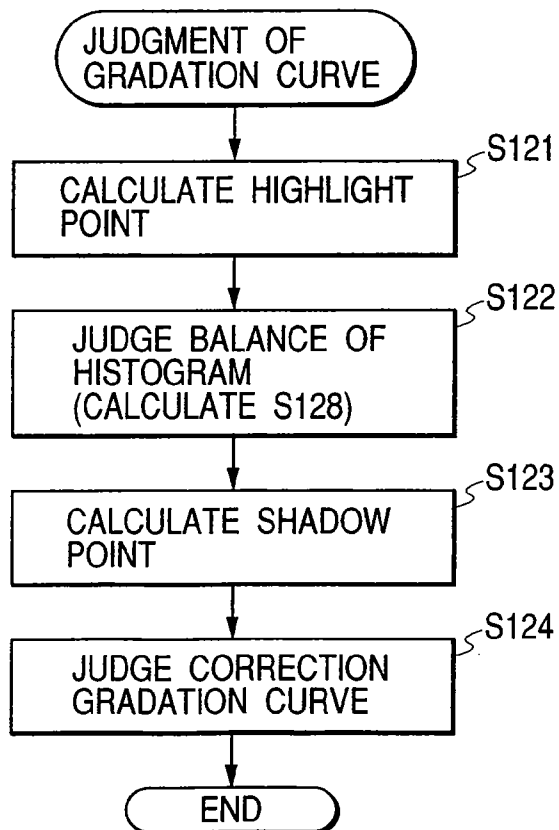 JUDGMENT OF
GRADATION CURVE
S121
CALCULATE HIGHLIGHT
POINT
S122
JUDGE BALANCE OF
HISTOGRAM
(CALCULATE S128)
S123
CALCULATE SHADOW
POINT
S124
JUDGE CORRECTION
GRADATION CURVE
END